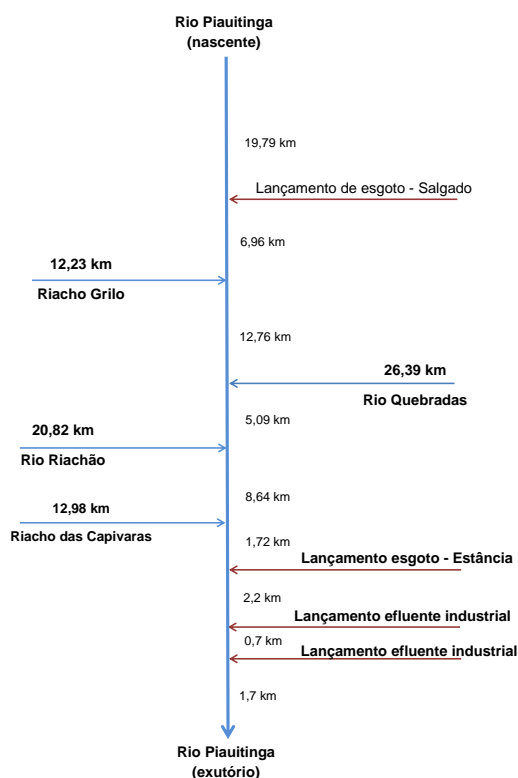 Rio Piauitinga
(nascente)
19,79 km
Lançamento de esgoto - Salgado
6,96 km
12,23 km
Riacho Grilo
12,76 km
26,39 km
Rio Quebradas
5,09 km
20,82 km
Rio Riachão
8,64 km
12,98 km
Riacho das Capivaras
1,72 km
Lançamento esgoto - Estância
2,2 km
Lançamento efluente industrial
0,7 km
Lançamento efluente industrial
1,7 km
Rio Piauitinga
(exutório)